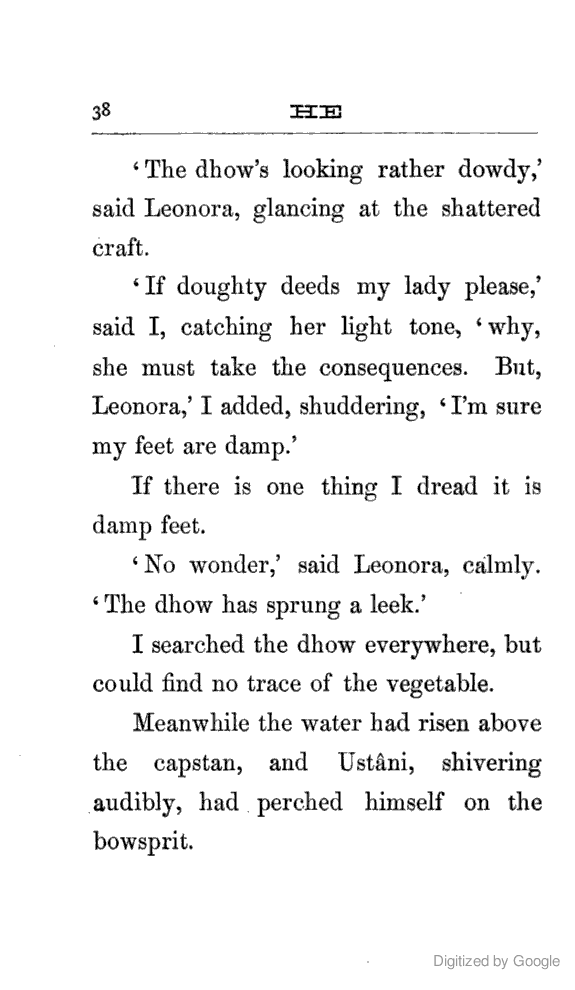 38 HE
‘The dhow’s looking rather dowdy,’
said Leonora, glancing at the shattered
craft.
‘If doughty deeds my lady please,’
said I, catching her light tone, ‘why,
she must take the consequences. But,
Leonora,’ I added, shuddering, ‘I’m sure
my feet are damp.’
If there is one thing I dread it is
damp feet.
‘No wonder,’ said Leonora, calmly.
‘The dhow has sprung a leek.’
I searched the dhow everywhere, but
could find no trace of the vegetable.
Meanwhile the water had risen above
the capstan, and Ustâni, shivering
audibly, had perched himself on the
bowsprit.
Digitized by Google